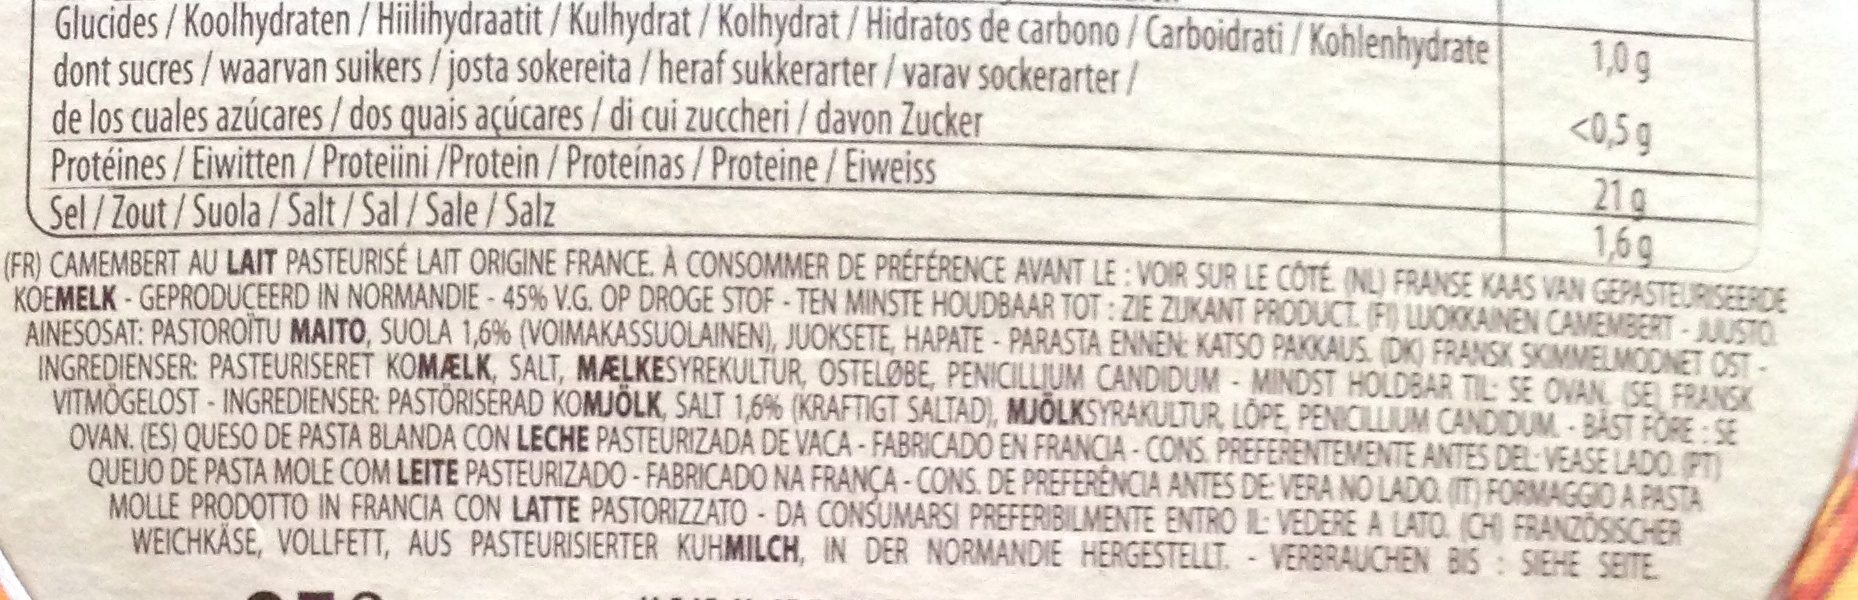 Glucides / Koolhydraten / Hiilihydraatit / Kulhydrat / Kolhydrat / Hidratos de carbono / Carboidrati / Kohlenhydrate 1,0 g
dont sucres / waarvan suikers / josta sokereita / heraf sukkerarter / varav sockerarter /
de los cuales azúcares / dos quais açúcares / di cui zuccheri / davon Zucker <0,5 g
Protéines / Eiwitten / Proteiini /Protein / Proteínas / Proteine / Eiweiss 21 g
Sel / Zout / Suola / Salt / Sal / Sale / Salz 1,6 g
(FR) CAMEMBERT AU LAIT PASTEURISÉ LAIT ORIGINE FRANCE. À CONSOMMER DE PRÉFÉRENCE AVANT LE : VOIR SUR LE CÔTÉ. (NL) FRANSE KAAS VAN GEPASTEURISEERDE
KOEMELK - GEPRODUCEERD IN NORMANDIE - 45% V.G. OP DROGE STOF - TEN MINSTE HOUDBAAR TOT : ZIE ZIJKANT PRODUCT. (FI) LUOKKAINEN CAMEMBERT - JUUSTO.
AINESOSAT: PASTOROÏTU MAITO, SUOLA 1,6% (VOIMAKASSUOLAINEN), JUOKSETE, HAPATE - PARASTA ENNEN: KATSO PAKKAUS. (DK) FRANSK SKIMMELMODNET OST -
INGREDIENSER: PASTEURISERET KOMÆLK, SALT, MÆLKESYREKULTUR, OSTELØBE, PENICILLIUM CANDIDUM - MINDST HOLDBAR TIL: SE OVAN. (SE) FRANSK
VITMÖGELOST - INGREDIENSER: PASTÖRISERAD KOMJÖLK, SALT 1,6% (KRAFTIGT SALTAD), MJÖLKSYRAKULTUR, LÖPE, PENICILLIUM CANDIDUM. - BÄST FÖRE : SE
OVAN. (ES) QUESO DE PASTA BLANDA CON LECHE PASTEURIZADA DE VACA - FABRICADO EN FRANCIA - CONS. PREFERENTEMENTE ANTES DEL: VEASE LADO. (PT)
QUEIJO DE PASTA MOLE COM LEITE PASTEURIZADO - FABRICADO NA FRANÇA - CONS. DE PREFERÊNCIA ANTES DE: VERA NO LADO. (IT) FORMAGGIO A PASTA
MOLLE PRODOTTO IN FRANCIA CON LATTE PASTORIZZATO - DA CONSUMARSI PREFERIBILMENTE ENTRO IL: VEDERE A LATO. (CH) FRANZÖSISCHER
WEICHKÄSE, VOLLFETT, AUS PASTEURISIERTER KUHMILCH, IN DER NORMANDIE HERGESTELLT. - VERBRAUCHEN BIS : SIEHE SEITE.